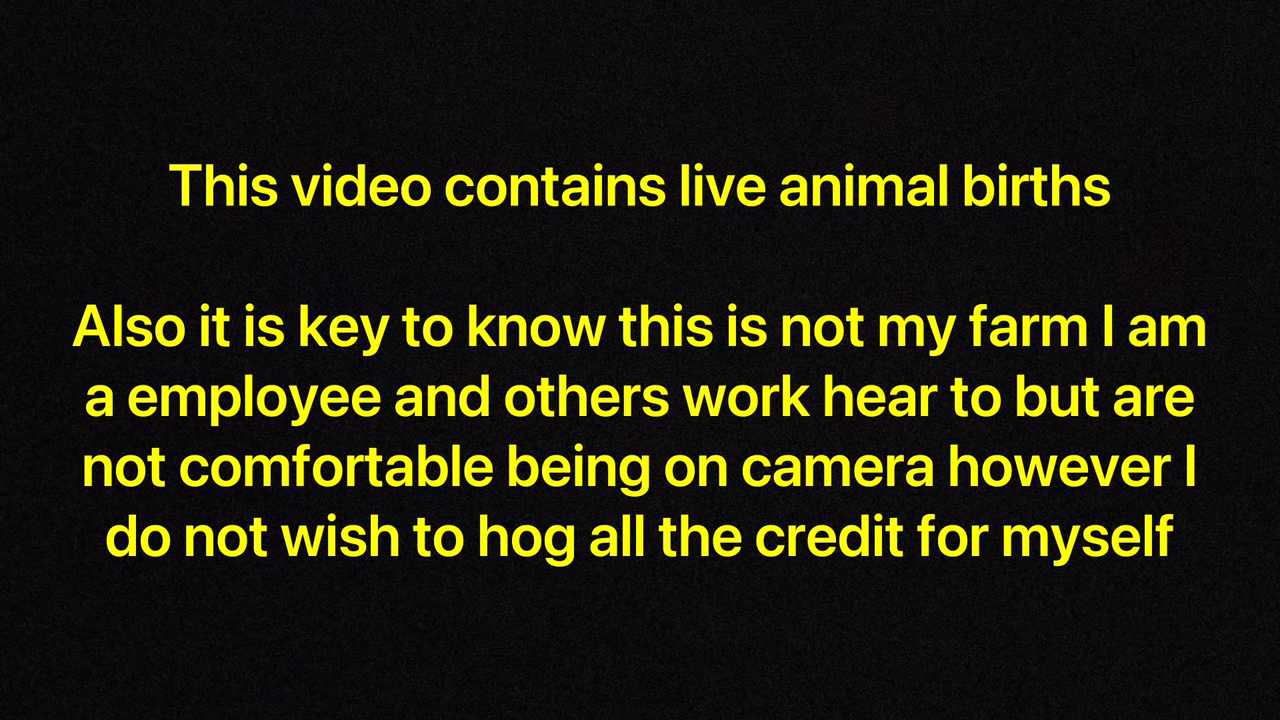 This video contains live animal births
Also it is key to know this is not my farm I am
a employee and others work hear to but are
not comfortable being on camera however I
do not wish to hog all the credit for myself